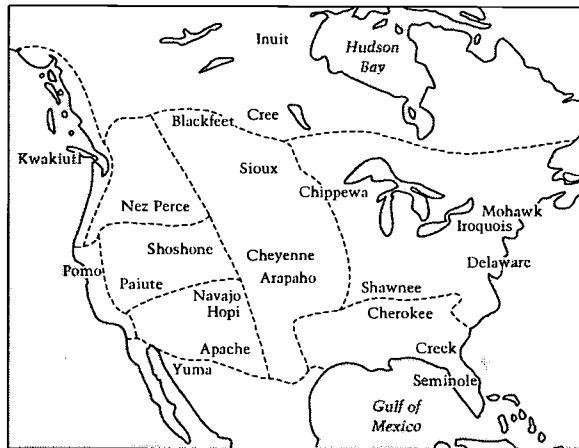 Inuit
Hudson
Bay
Blackfeet
Cree
Kwakiutl
Sioux
Chippewa
Nez Perce
Mohawk
Iroquois
Shoshone
Cheyenne
Delaware
Pomo
Arapaho
Paiute
Navajo
Hopi
Shawnee
Cherokee
Apache
Creek
Yuma
Seminole
Gulf of
Mexico